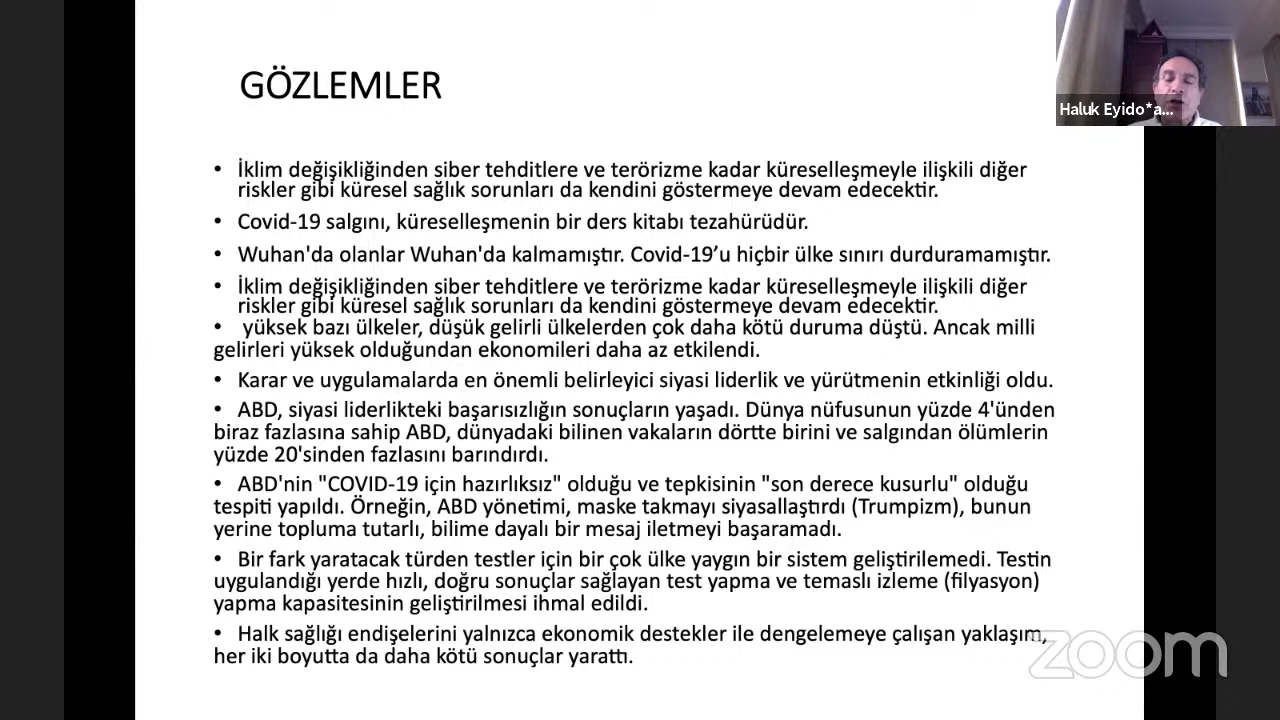 GÖZLEMLER
Haluk Eyido*a...
• İklim değişikliğinden siber tehditlere ve terörizme kadar küreselleşmeyle ilişkili diğer
riskler gibi küresel sağlık sorunları da kendini göstermeye devam edecektir.
• Covid-19 salgını, küreselleşmenin bir ders kitabı tezahürüdür.
• Wuhan'da olanlar Wuhan'da kalmamıştır. Covid-19’u hiçbir ülke sınırı durduramamıştır.
• İklim değişikliğinden siber tehditlere ve terörizme kadar küreselleşmeyle ilişkili diğer
riskler gibi küresel sağlık sorunları da kendini göstermeye devam edecektir.
• yüksek bazı ülkeler, düşük gelirli ülkelerden çok daha kötü duruma düştü. Ancak milli
gelirleri yüksek olduğundan ekonomileri daha az etkilendi.
• Karar ve uygulamalarda en önemli belirleyici siyasi liderlik ve yürütmenin etkinliği oldu.
• ABD, siyasi liderlikteki başarısızlığın sonuçların yaşadı. Dünya nüfusunun yüzde 4'ünden
biraz fazlasına sahip ABD, dünyadaki bilinen vakaların dörtte birini ve salgından ölümlerin
yüzde 20'sinden fazlasını barındırdı.
• ABD'nin "COVID-19 için hazırlıksız" olduğu ve tepkisinin "son derece kusurlu" olduğu
tespiti yapıldı. Örneğin, ABD yönetimi, maske takmayı siyasallaştırdı (Trumpizm), bunun
yerine topluma tutarlı, bilime dayalı bir mesaj iletmeyi başaramadı.
• Bir fark yaratacak türden testler için bir çok ülke yaygın bir sistem geliştirilemedi. Testin
uygulandığı yerde hızlı, doğru sonuçlar sağlayan test yapma ve temaslı izleme (filyasyon)
yapma kapasitesinin geliştirilmesi ihmal edildi.
• Halk sağlığı endişelerini yalnızca ekonomik destekler ile dengelemeye çalışan yaklaşım,
her iki boyutta da daha kötü sonuçlar yarattı.
zoom